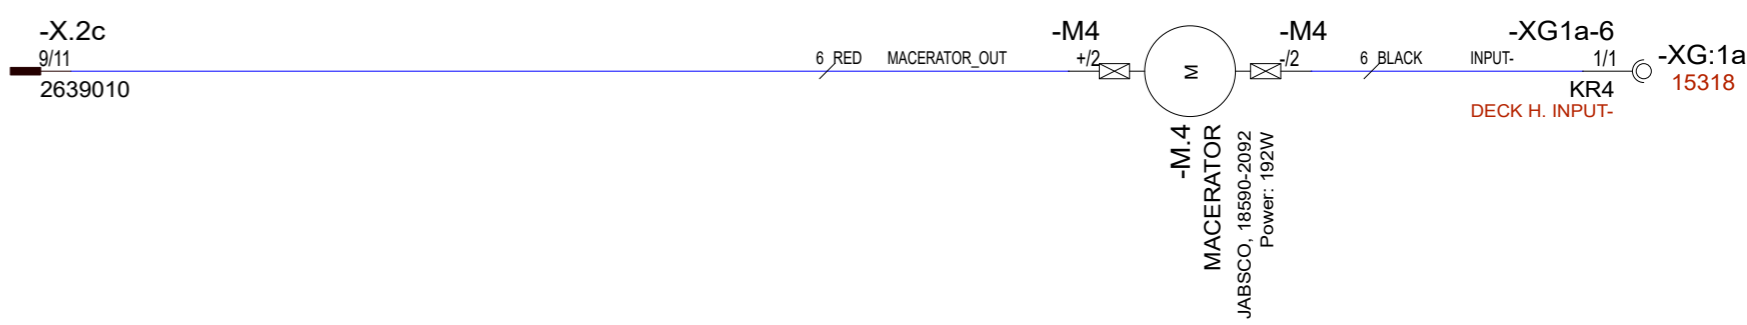 -X.2c
9/11
2639010
6 RED
MACERATOR_OUT
-M4
+/2
M
-M4
-/2
6 BLACK
INPUT-
-XG1a-6
1/1
KR4
DECK H. INPUT-
-XG:1a
15318
-M.4
MACERATOR
JABSCO, 18590-2092
Power: 192W